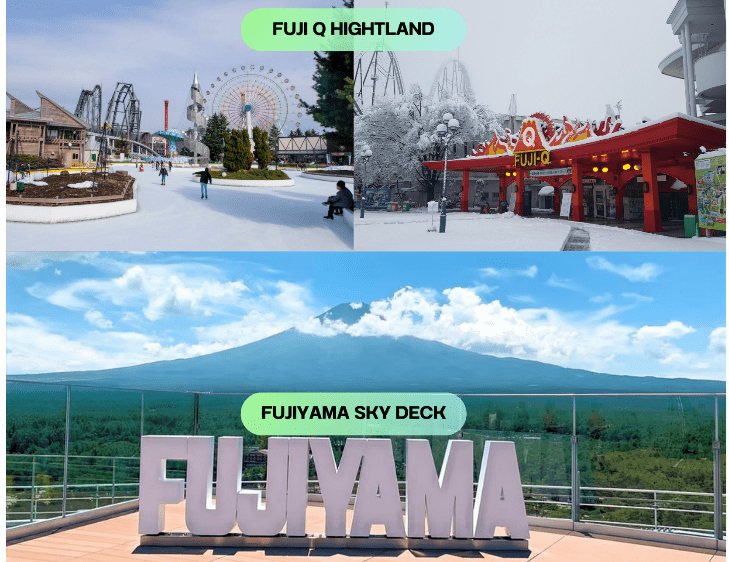 FUJI Q HIGHTLAND
Q
FUJI-Q
FUJIYAMA SKY DECK
FUJIYAMA